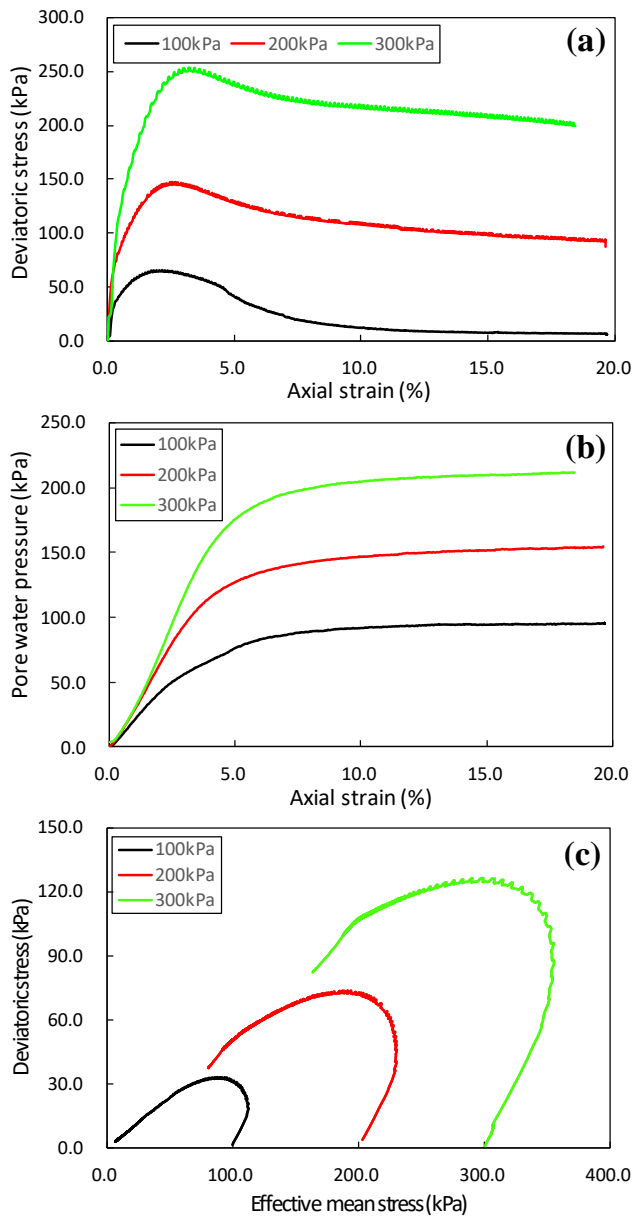 300.0
(a)
100kPa 200kPa 300kPa
250.0
200.0
150.0
100.0
50.0
0.0
Deviatoric stress (kPa)
0.0 5.0 10.0 15.0 20.0
Axial strain (%)
250.0
(b)
100kPa
200kPa
300kPa
200.0
150.0
100.0
50.0
0.0
Pore water pressure (kPa)
0.0 5.0 10.0 15.0 20.0
Axial strain (%)
150.0
(c)
100kPa
200kPa
300kPa
120.0
90.0
60.0
30.0
0.0
Deviatoric stress (kPa)
0.0 100.0 200.0 300.0 400.0
Effective mean stress (kPa)